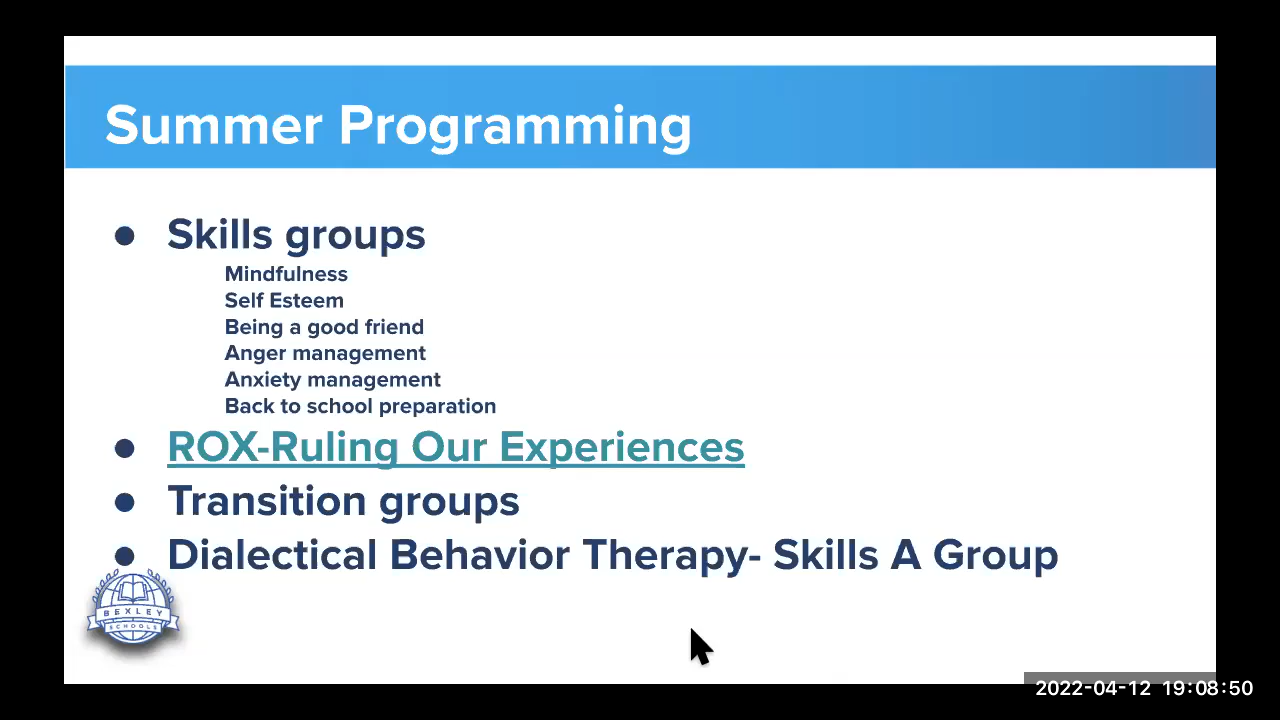 Summer Programming
● Skills groups
Mindfulness
Self Esteem
Being a good friend
Anger management
Anxiety management
Back to school preparation
● ROX-Ruling Our Experiences
● Transition groups
● Dialectical Behavior Therapy- Skills A Group
BEXLEY
SCHOOLS
2022-04-12 19:08:50